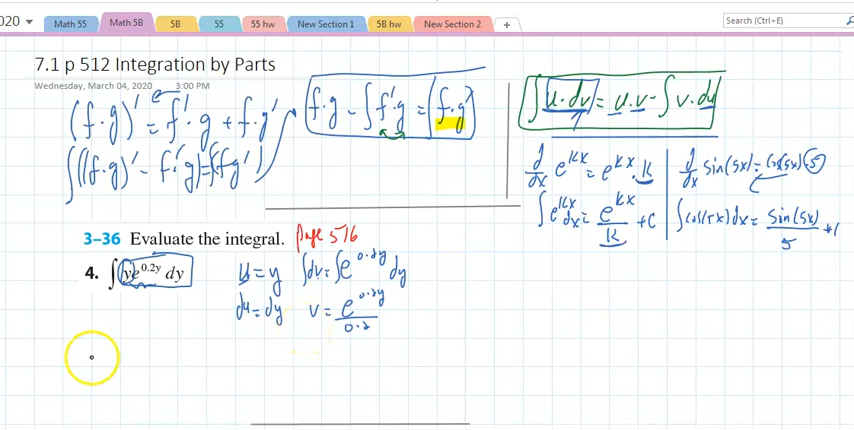 020 Math 55 Math 5B 5B 55 55 hw New Section 1 5B hw New Section 2 + Search (Ctrl+E)
7.1 p 512 Integration by Parts
Wednesday, March 04, 2020 3:00 PM
(f·g)' = f'·g + f·g'
∫((f·g)' - f'g) = ∫(fg')
f·g - ∫f'·g = ∫f·g'
∫u·dv = u·v - ∫v·du
d/dx e^{kx} = e^{kx}·k
∫e^{kx}dx = e^{kx}/k + C
d/dx sin(5x) = cos(5x)·5
∫cos(5x)dx = sin(5x)/5 + C
3–36 Evaluate the integral. Page 516
4. ∫ye^{0.2y} dy
u = y ∫dv = ∫e^{0.2y} dy
du = dy v = e^{0.2y}/0.2